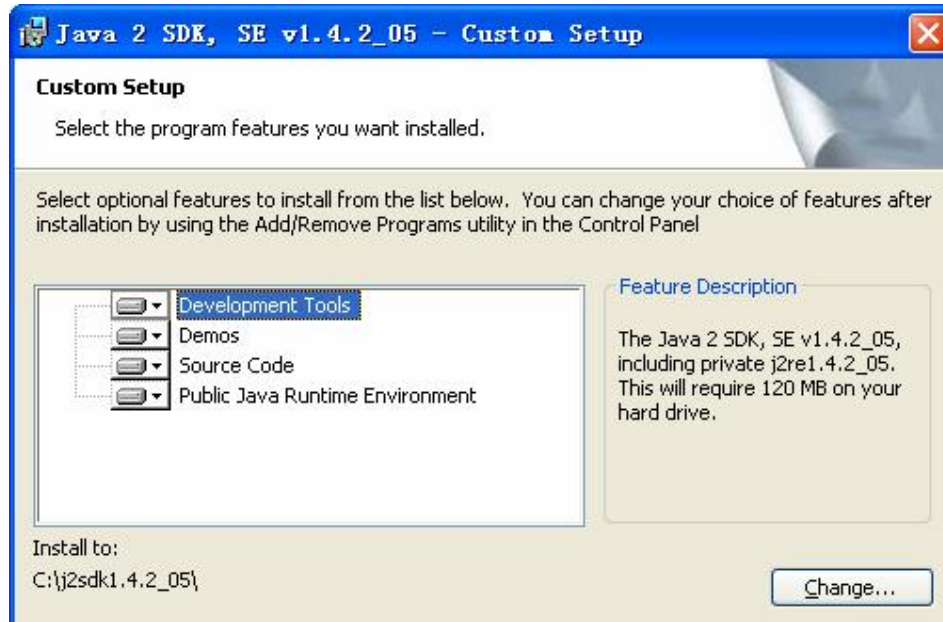 Java 2 SDK, SE v1.4.2_05 - Custom Setup
Custom Setup
Select the program features you want installed.
Select optional features to install from the list below. You can change your choice of features after
installation by using the Add/Remove Programs utility in the Control Panel
Development Tools
Demos
Source Code
Public Java Runtime Environment
Feature Description
The Java 2 SDK, SE v1.4.2_05,
including private j2re1.4.2_05.
This will require 120 MB on your
hard drive.
Install to:
C:\j2sdk1.4.2_05\
Change...